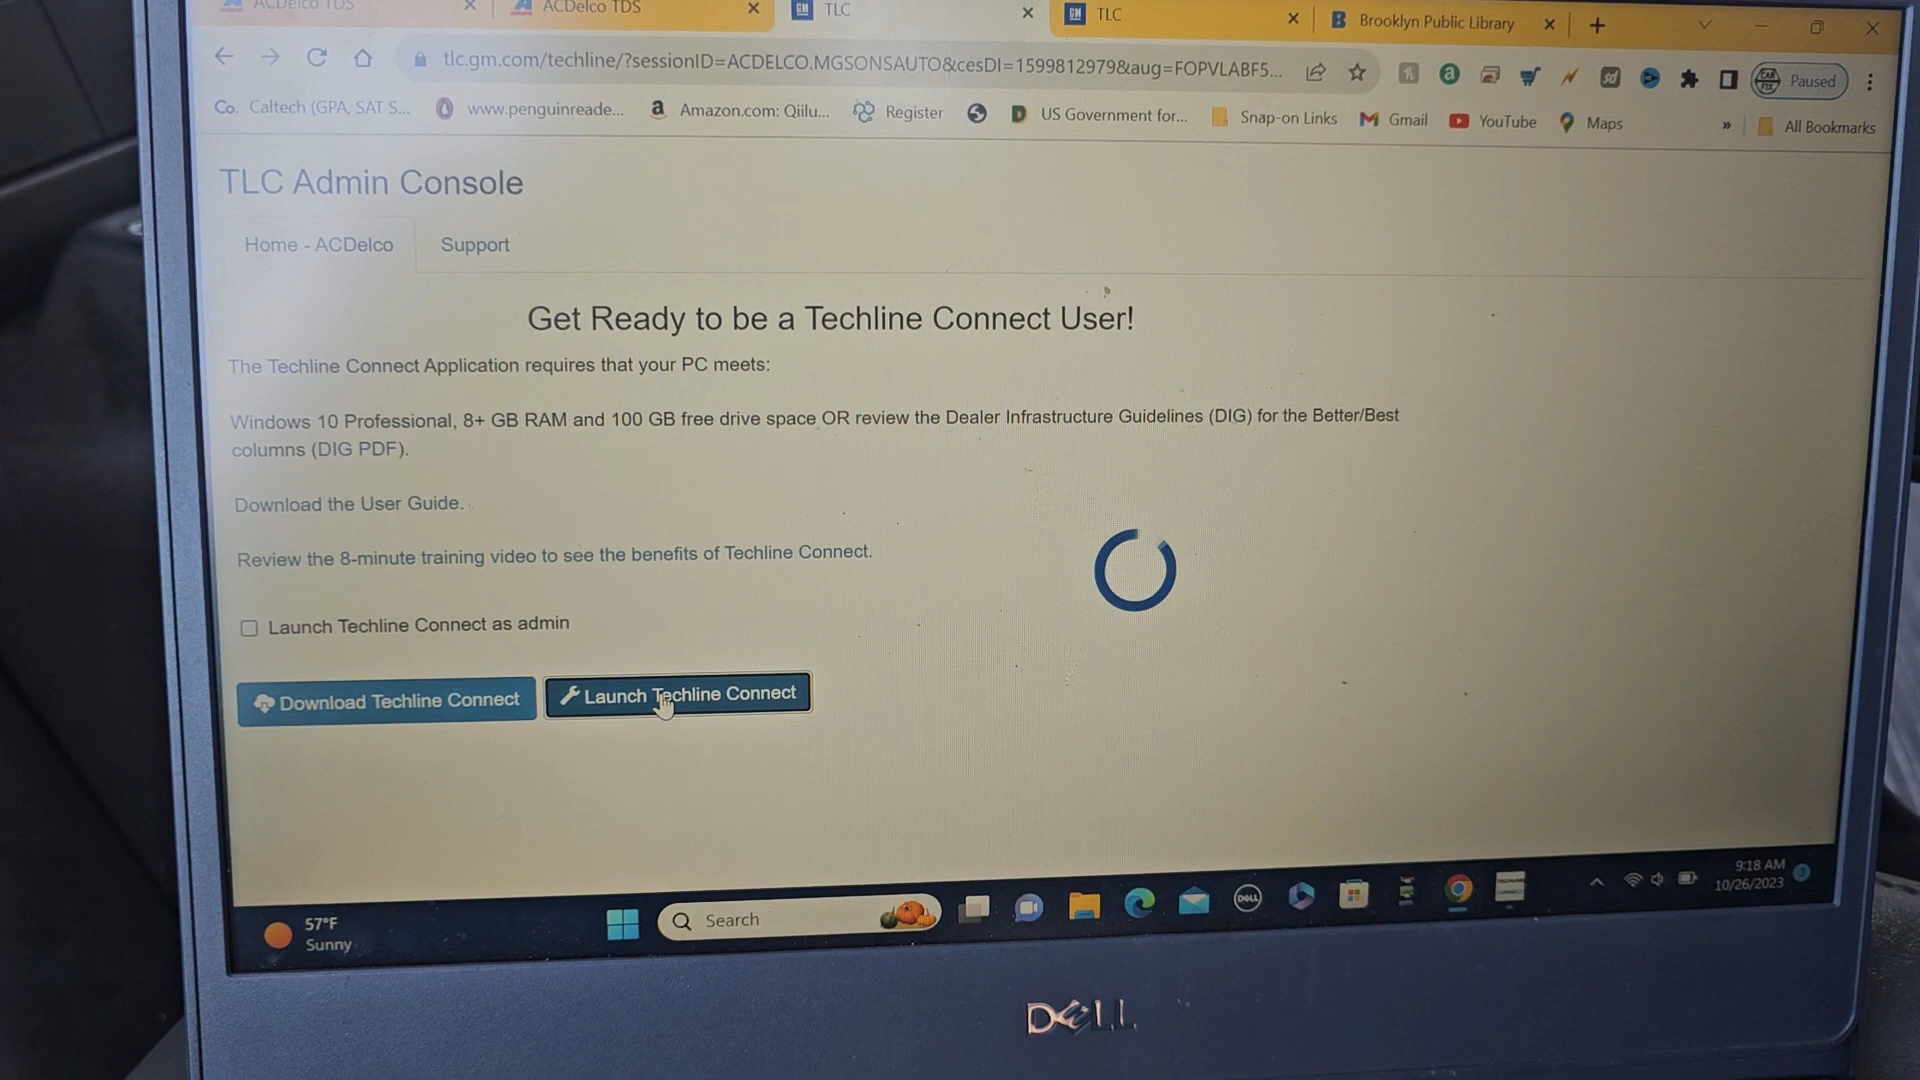 ACDelco TDS
ACDelco TDS
TLC
TLC
Brooklyn Public Library
tlc.gm.com/techline/?sessionID=ACDELCO.MGSONSAUTO&cesDI=1599812979&aug=FOPVLABF5...
Paused
Co. Caltech (GPA, SAT S...
www.penguinreade...
Amazon.com: Qiilu...
Register
US Government for...
Snap-on Links
Gmail
YouTube
Maps
»
All Bookmarks
TLC Admin Console
Home - ACDelco
Support
Get Ready to be a Techline Connect User!
The Techline Connect Application requires that your PC meets:
Windows 10 Professional, 8+ GB RAM and 100 GB free drive space OR review the Dealer Infrastructure Guidelines (DIG) for the Better/Best
columns (DIG PDF).
Download the User Guide.
Review the 8-minute training video to see the benefits of Techline Connect.
Launch Techline Connect as admin
Download Techline Connect
Launch Techline Connect
57°F
Sunny
Search
DELL
9:18 AM
10/26/2023
3
DELL